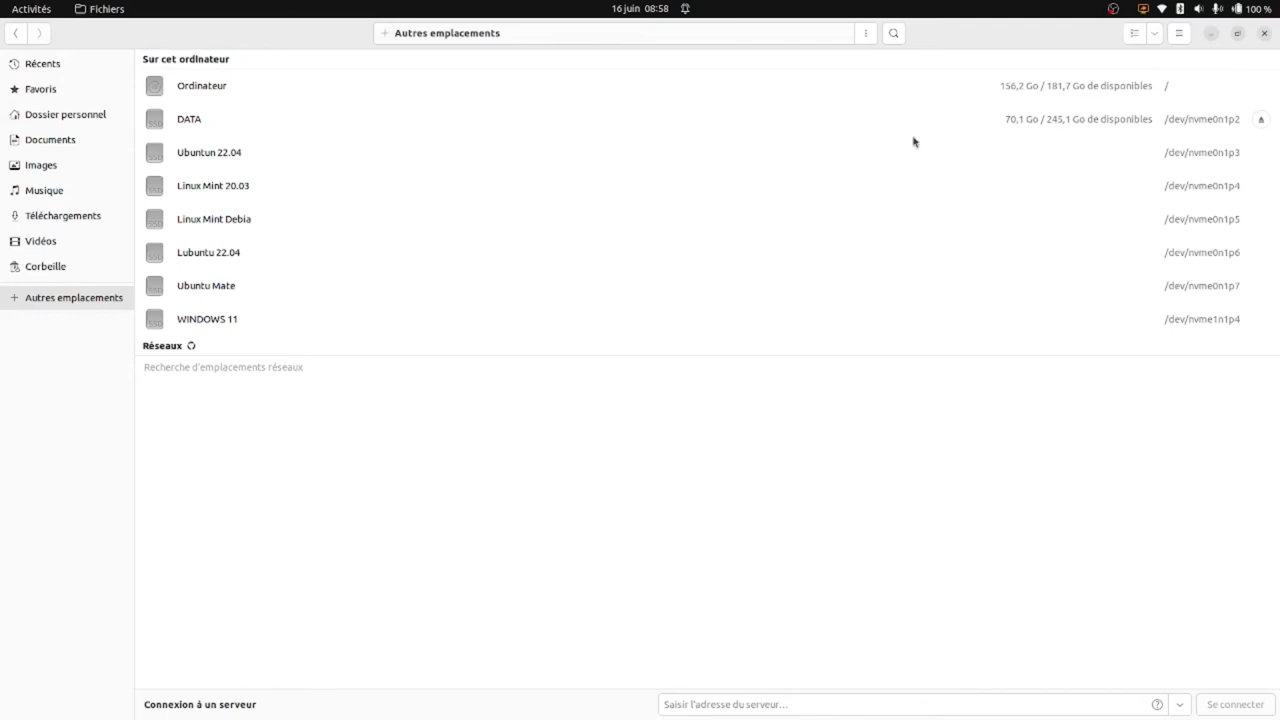 Activités Fichiers 16 juin 08:58 100 %
Autres emplacements
Récents
Favoris
Dossier personnel
Documents
Images
Musique
Téléchargements
Vidéos
Corbeille
Autres emplacements
Sur cet ordinateur
Ordinateur 156,2 Go / 181,7 Go de disponibles /
DATA 70,1 Go / 245,1 Go de disponibles /dev/nvme0n1p2
Ubuntun 22.04 /dev/nvme0n1p3
Linux Mint 20.03 /dev/nvme0n1p4
Linux Mint Debia /dev/nvme0n1p5
Lubuntu 22.04 /dev/nvme0n1p6
Ubuntu Mate /dev/nvme0n1p7
WINDOWS 11 /dev/nvme1n1p4
Réseaux
Recherche d'emplacements réseaux
Connexion à un serveur Saisir l'adresse du serveur... Se connecter